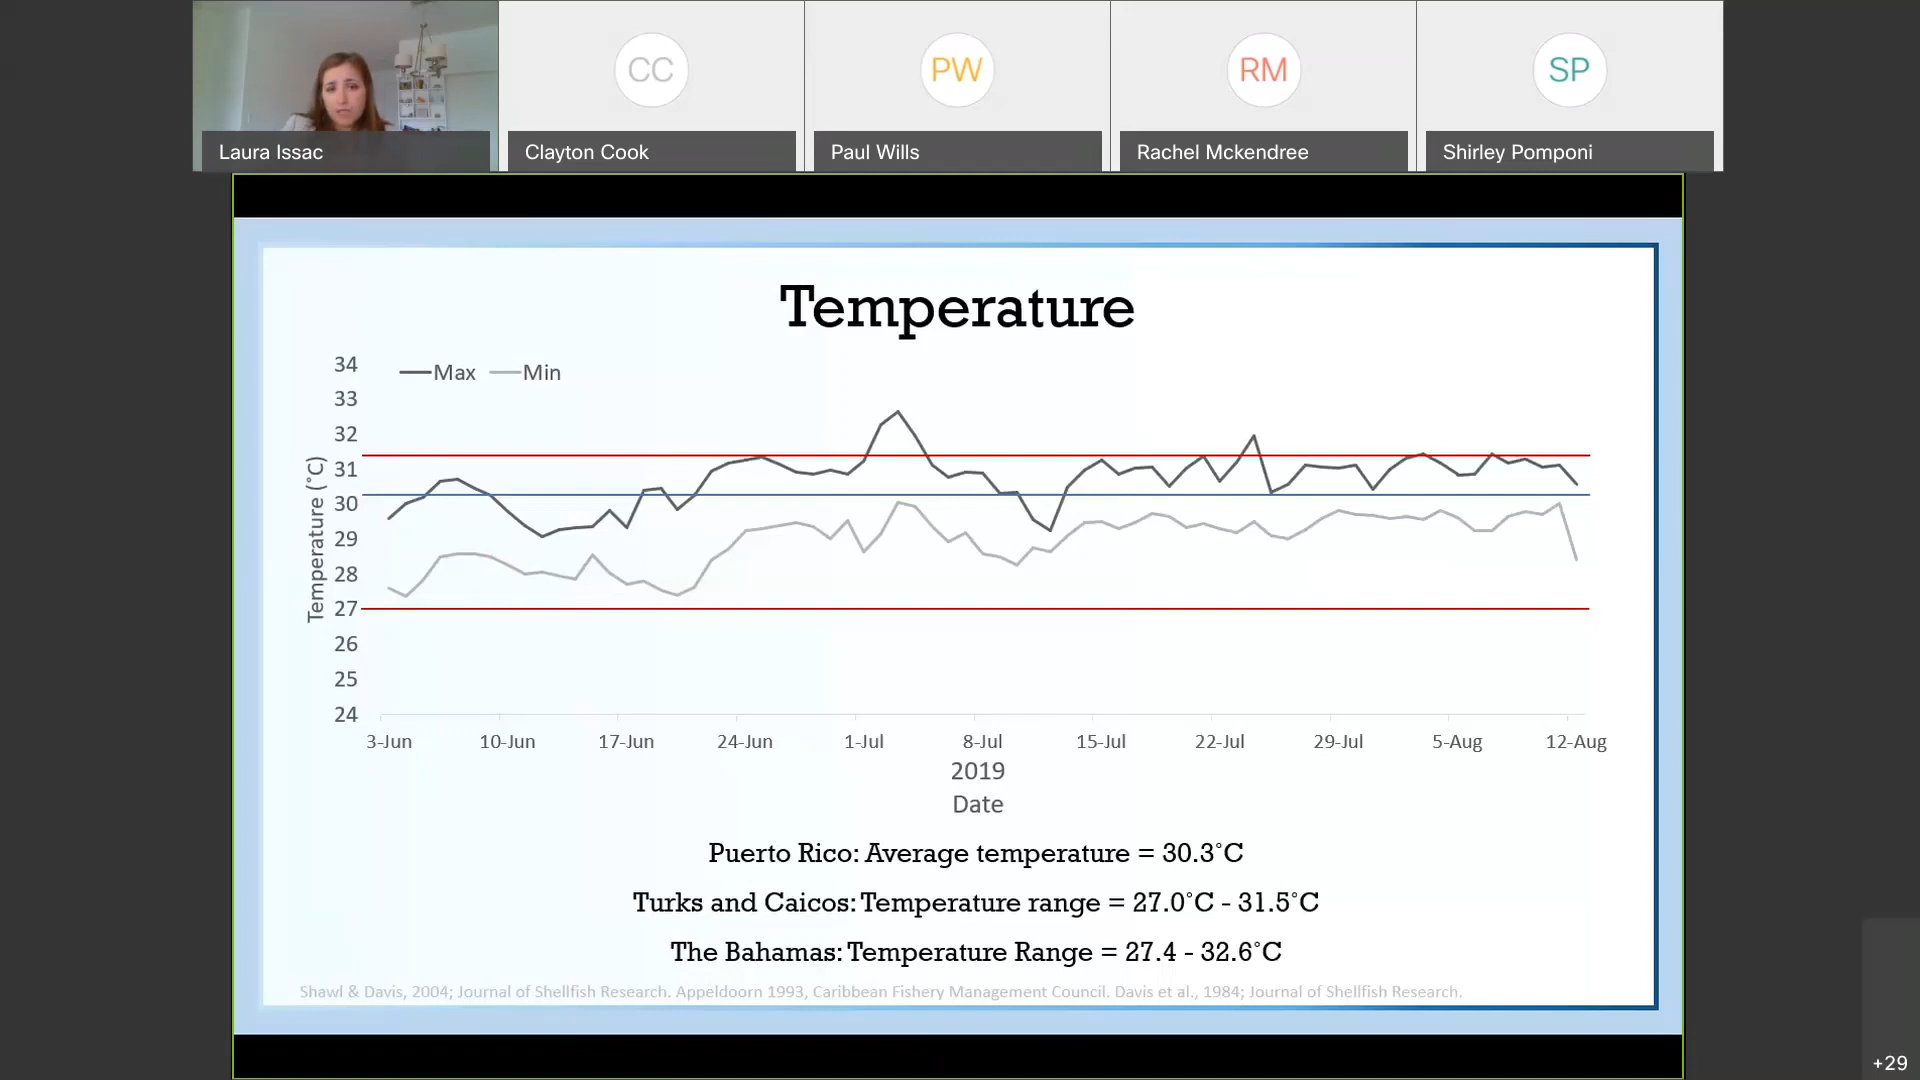 CC
PW
RM
SP
Laura Issac
Clayton Cook
Paul Wills
Rachel Mckendree
Shirley Pomponi
Temperature
Max
Min
34
33
32
31
30
29
28
27
26
25
24
Temperature (°C)
3-Jun
10-Jun
17-Jun
24-Jun
1-Jul
8-Jul
15-Jul
22-Jul
29-Jul
5-Aug
12-Aug
2019
Date
Puerto Rico: Average temperature = 30.3°C
Turks and Caicos: Temperature range = 27.0°C - 31.5°C
The Bahamas: Temperature Range = 27.4 - 32.6°C
Shawl & Davis, 2004; Journal of Shellfish Research. Appeldoorn 1993, Caribbean Fishery Management Council. Davis et al., 1984; Journal of Shellfish Research.
+29